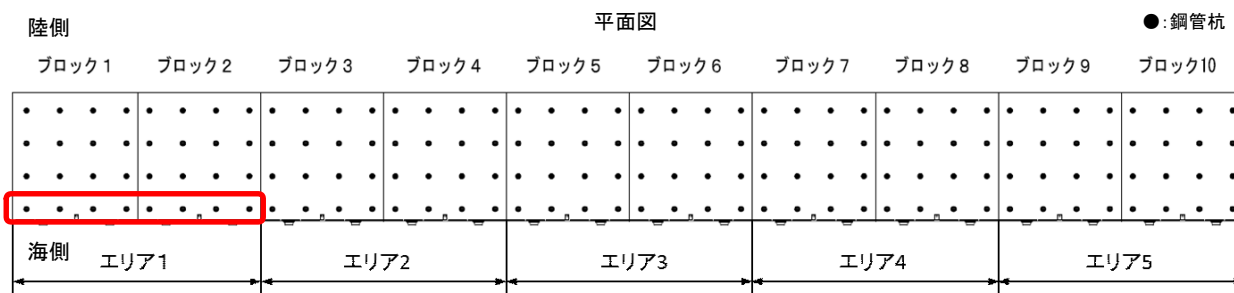 平面図
陸側
●:鋼管杭
ブロック1 ブロック2 ブロック3 ブロック4 ブロック5 ブロック6 ブロック7 ブロック8 ブロック9 ブロック10
海側
エリア1 エリア2 エリア3 エリア4 エリア5